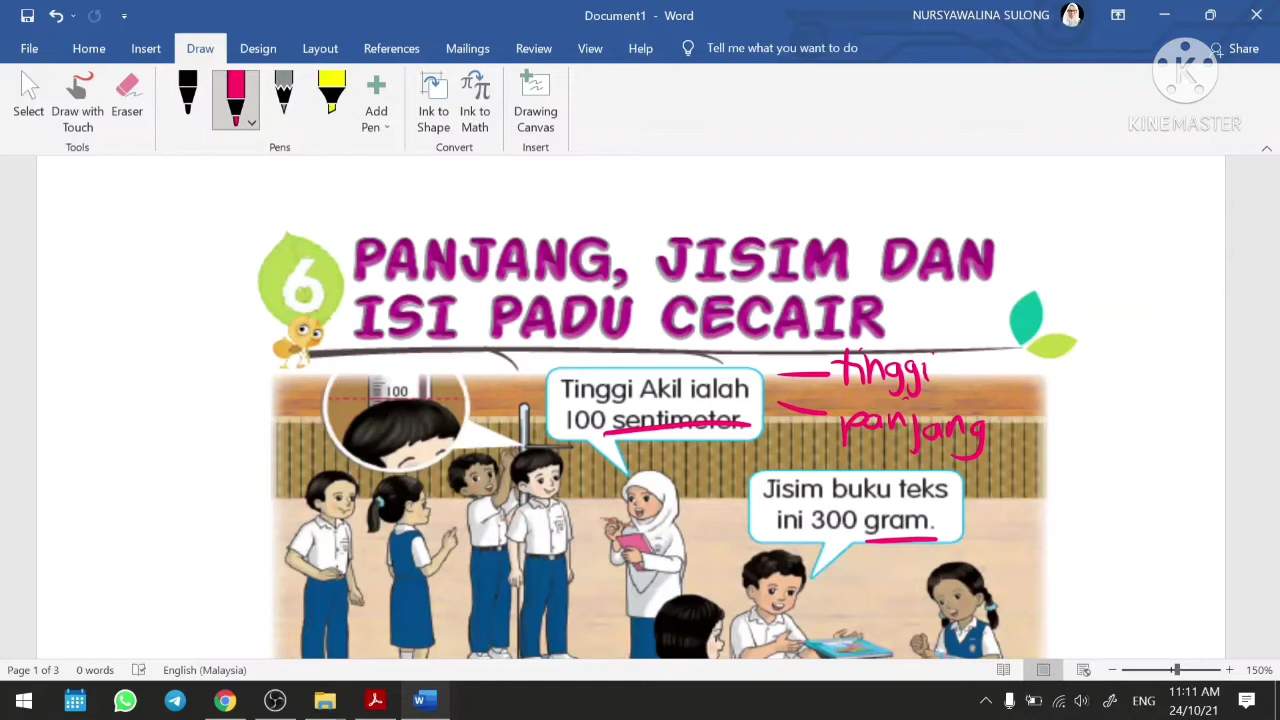 Document1 - Word
NURSYAWALINA SULONG
File Home Insert Draw Design Layout References Mailings Review View Help Tell me what you want to do Share
Select
Draw with
Touch
Eraser
Add
Pen
Ink to
Shape
Ink to
Math
Drawing
Canvas
Tools
Pens
Convert
Insert
K
KINEMASTER
6
PANJANG, JISIM DAN
ISI PADU CECAIR
100
Tinggi Akil ialah
100 sentimeter.
tinggi
panjang
Jisim buku teks
ini 300 gram.
Page 1 of 3 0 words English (Malaysia) 150%
W
ENG
11:11 AM
24/10/21